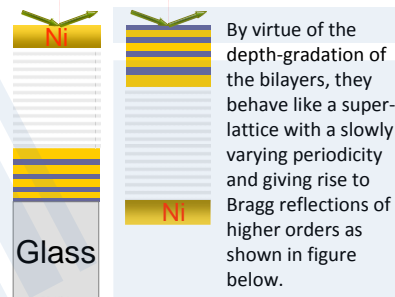 Ni
Glass
Ni
By virtue of the
depth-gradation of
the bilayers, they
behave like a super-
lattice with a slowly
varying periodicity
and giving rise to
Bragg reflections of
higher orders as
shown in figure
below.